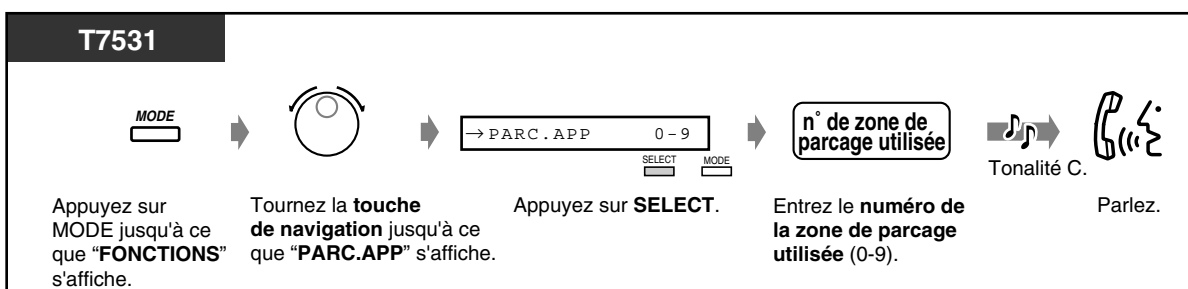 T7531
MODE
→PARC.APP 0-9
SELECT MODE
n° de zone de
parcage utilisée
Tonalité C.
Appuyez sur
MODE jusqu'à ce
que “FONCTIONS”
s'affiche.
Tournez la touche
de navigation jusqu'à ce
que “PARC.APP” s'affiche.
Appuyez sur SELECT.
Entrez le numéro de
la zone de parcage
utilisée (0-9).
Parlez.